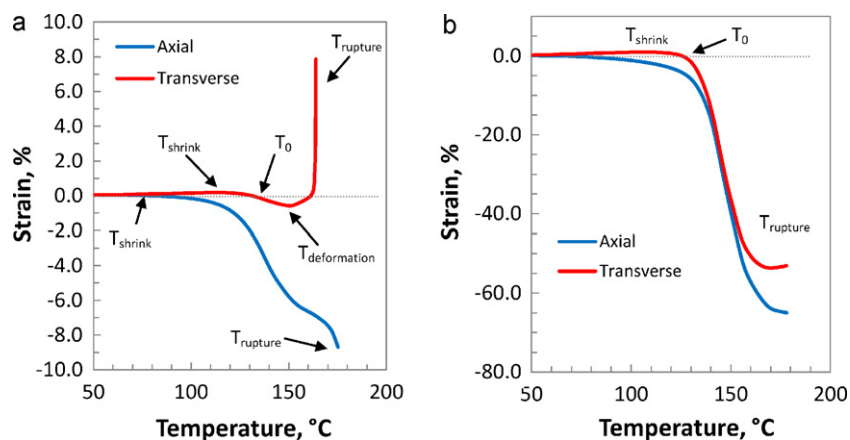 a
Strain, %
10.0
8.0
6.0
4.0
2.0
0.0
-2.0
-4.0
-6.0
-8.0
-10.0
Axial
Transverse
Trupture
Tshrink
T0
Tshrink
Tdeformation
Trupture
50
100
150
200
Temperature, °C
b
Strain, %
0.0
-20.0
-40.0
-60.0
-80.0
Tshrink
T0
Trupture
Axial
Transverse
50
100
150
200
Temperature, °C